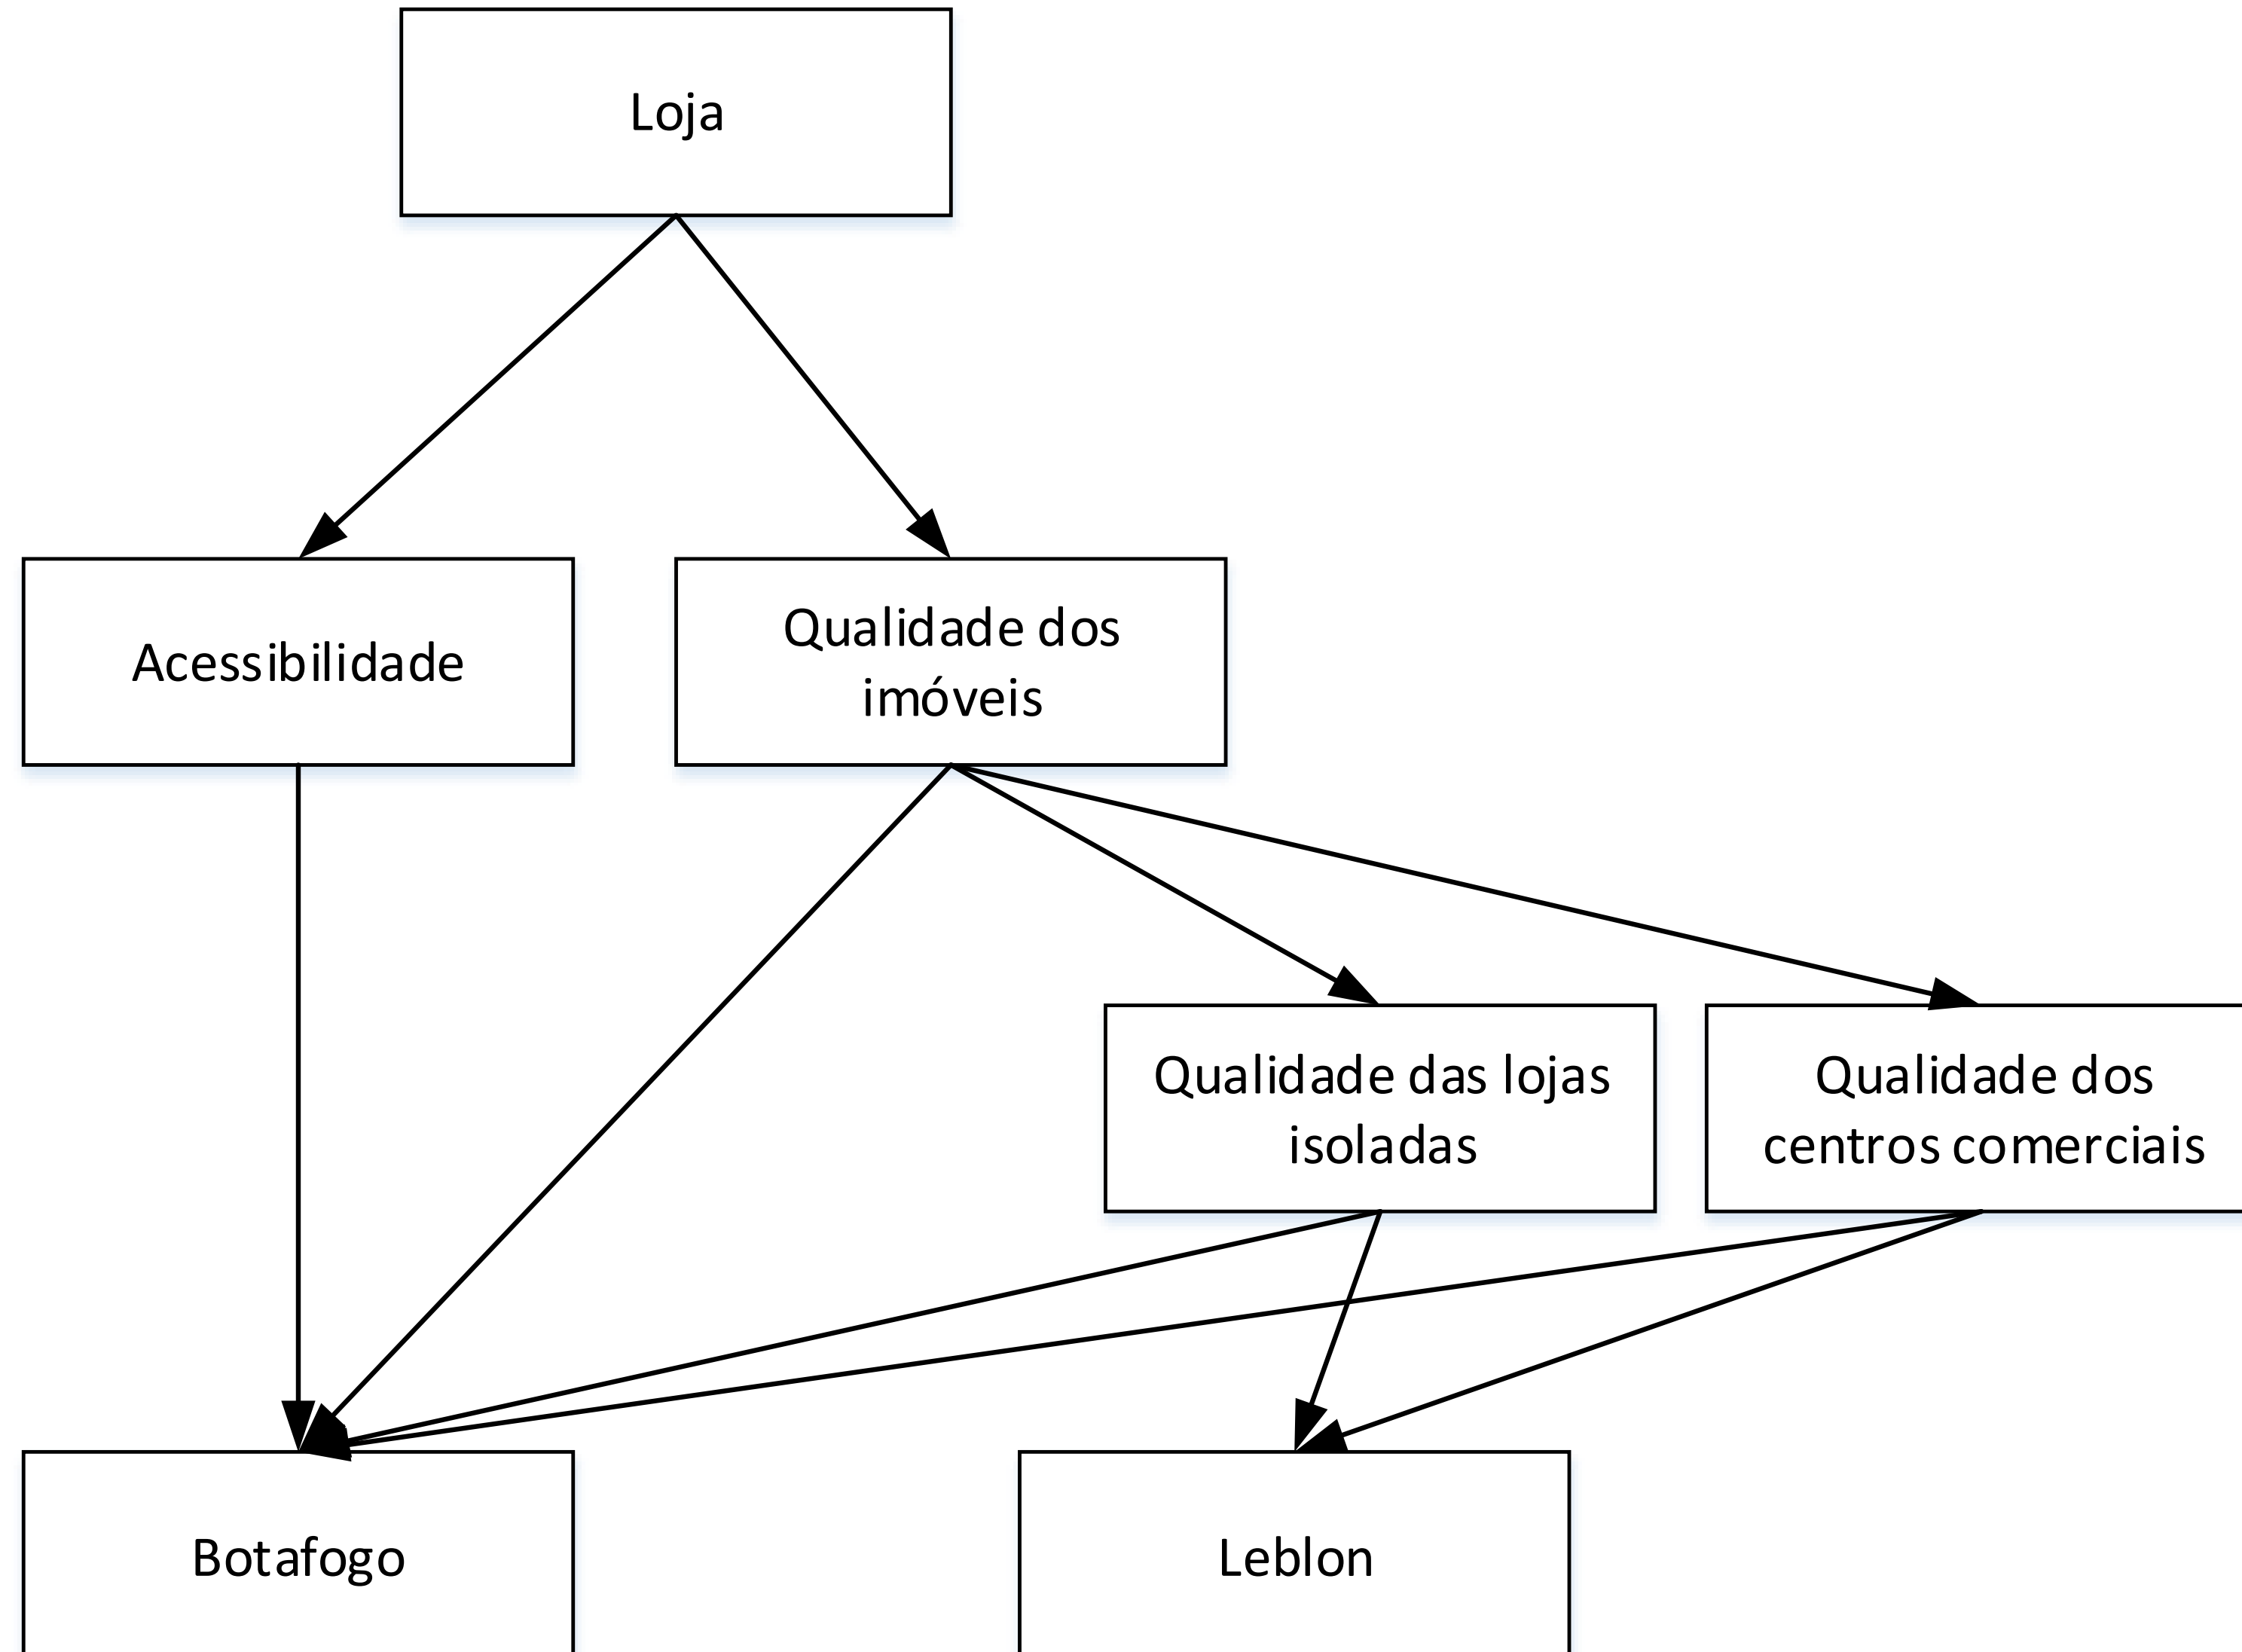 Loja
Acessibilidade
Qualidade dos
imóveis
Qualidade das lojas
isoladas
Qualidade dos
centros comerciais
Botafogo
Leblon